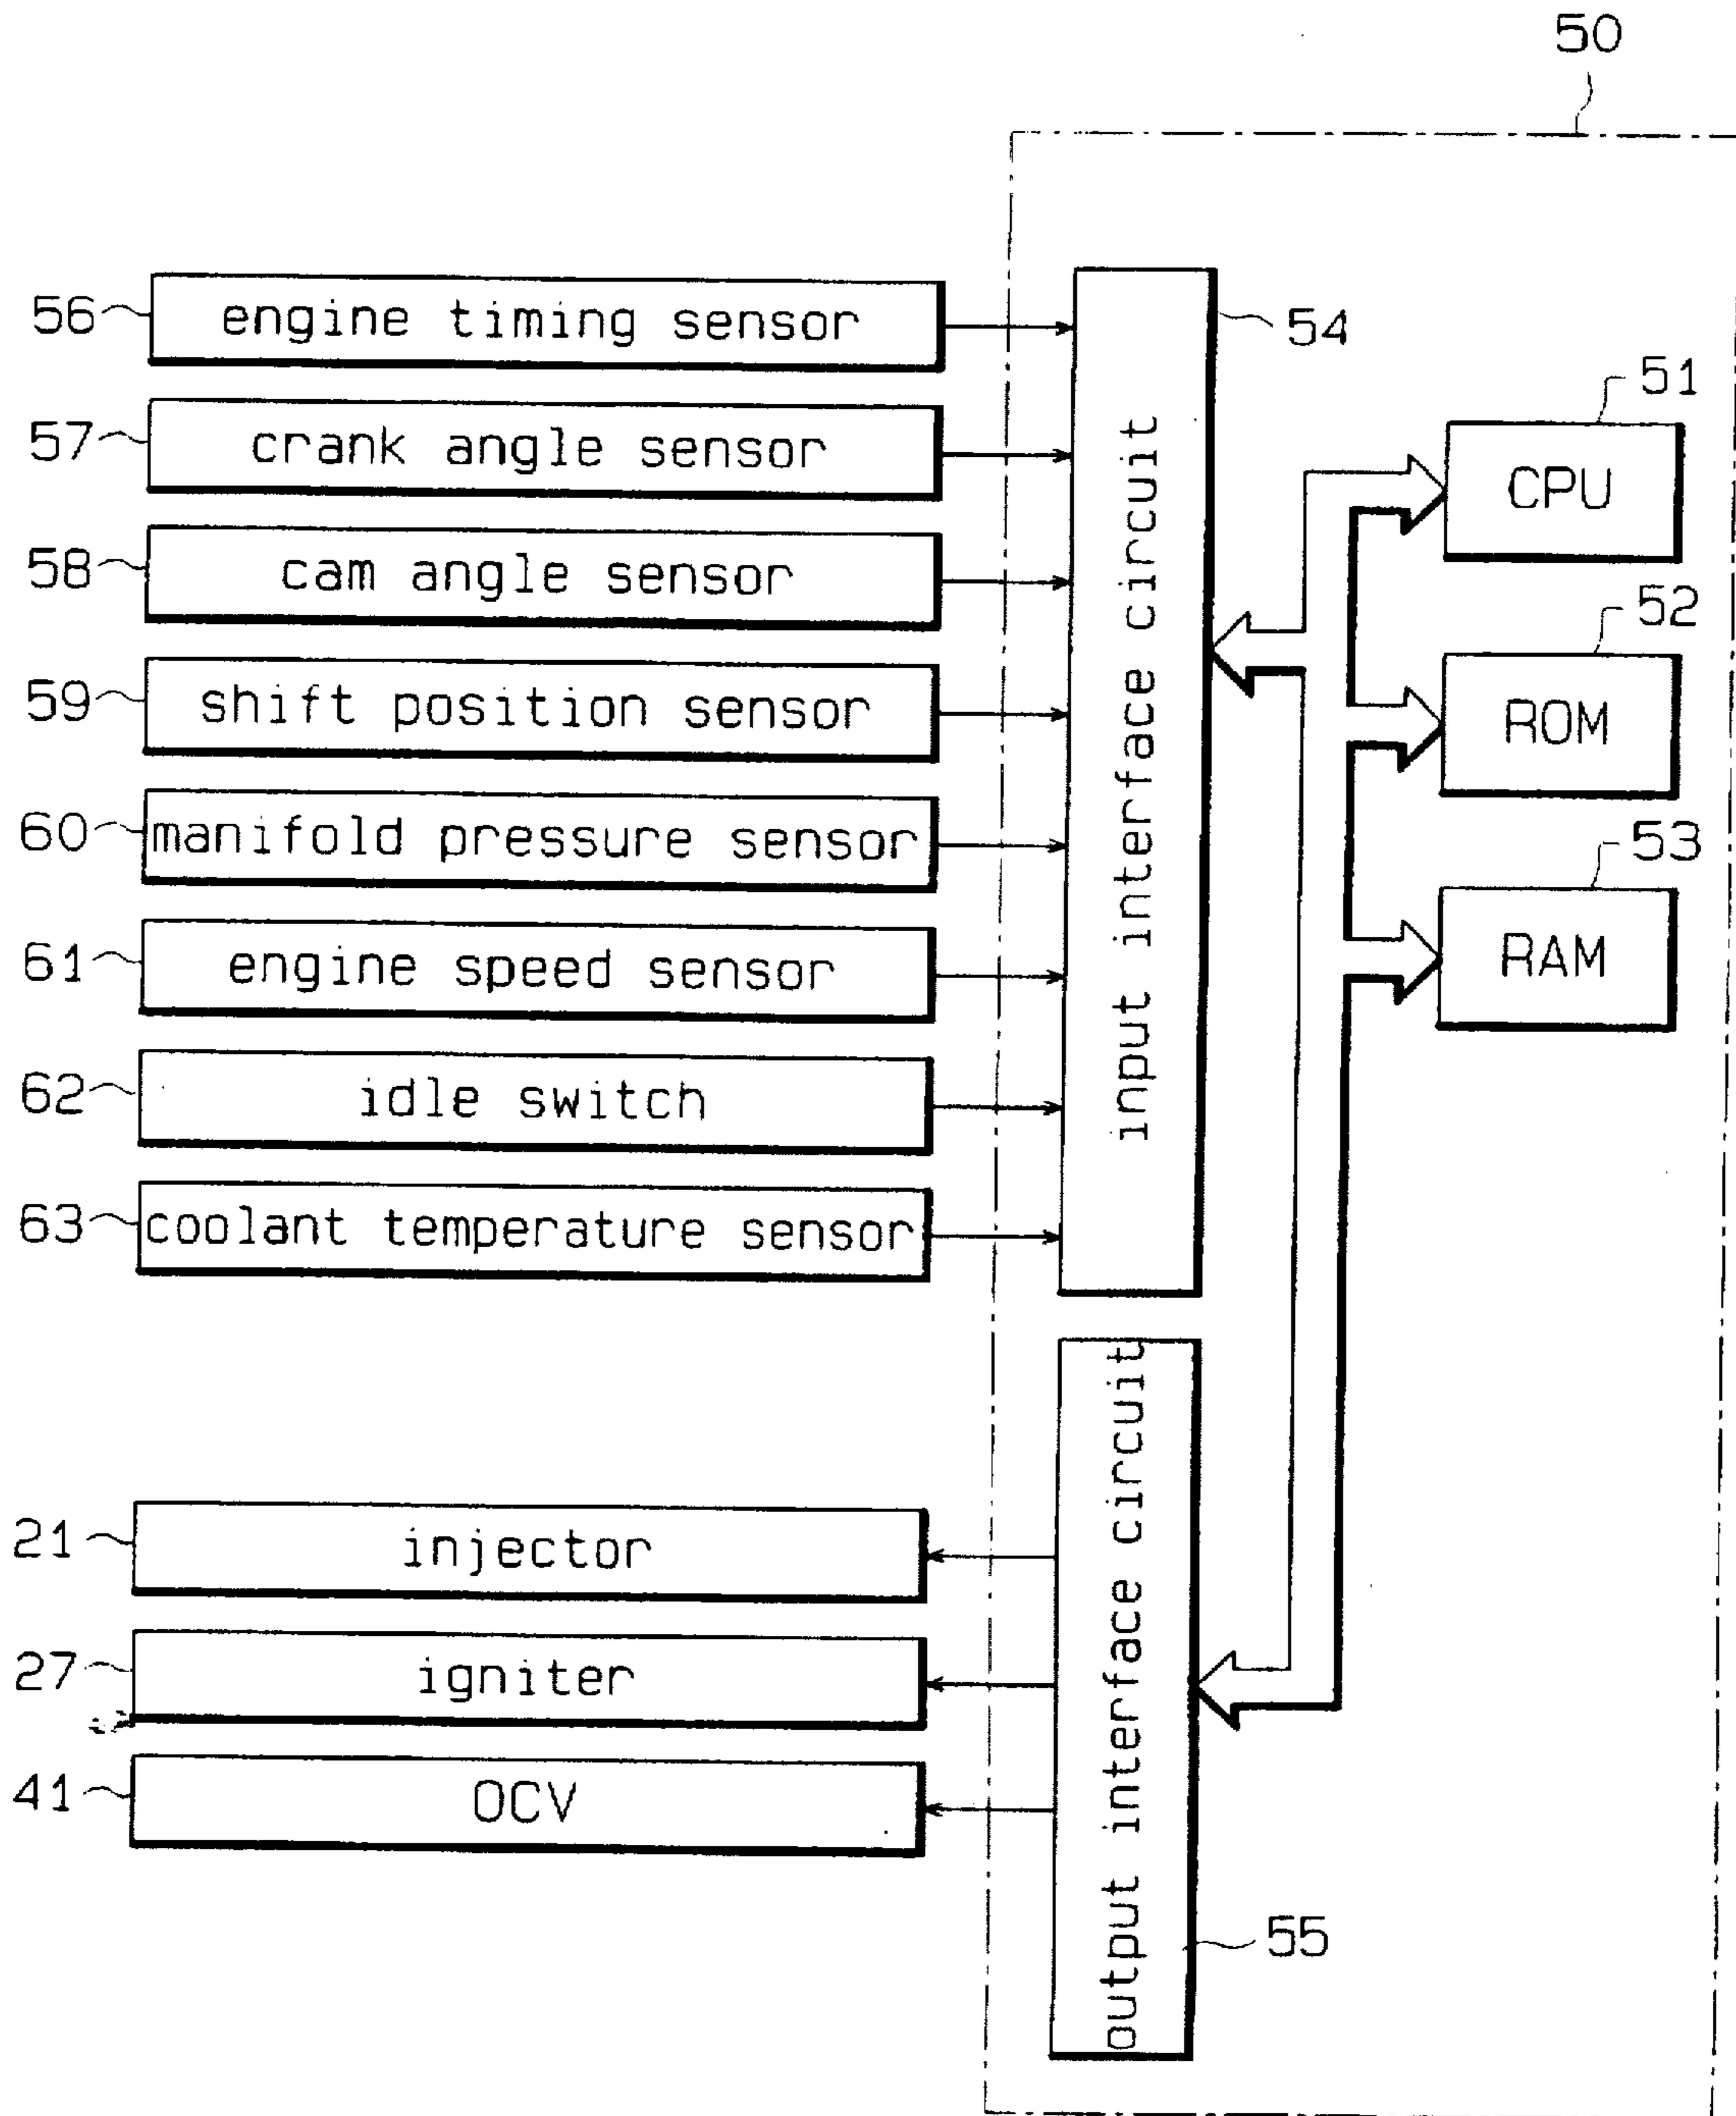 50
56 engine timing sensor
57 crank angle sensor
58 cam angle sensor
59 shift position sensor
60 manifold pressure sensor
61 engine speed sensor
62 idle switch
63 coolant temperature sensor
input interface circuit
54
51
CPU
52
ROM
53
RAM
21 injector
27 igniter
41 OCV
output interface circuit
55